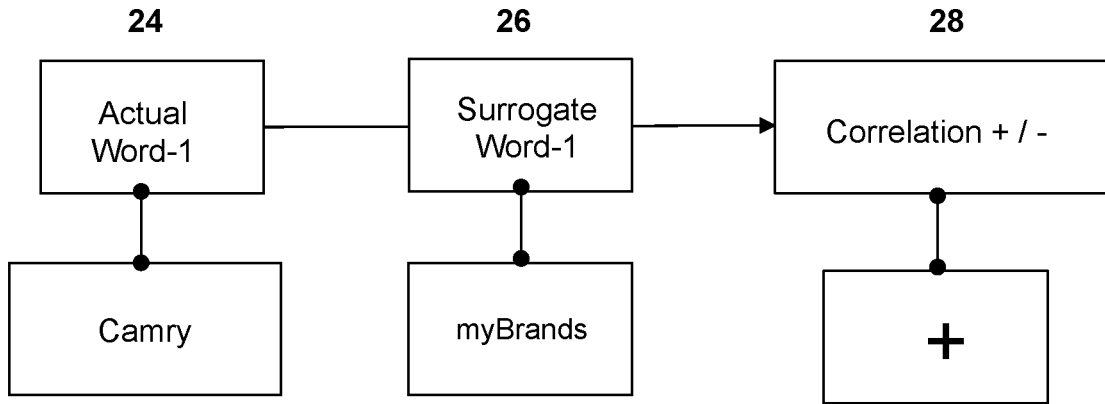 24
26
28
Actual
Word-1
Surrogate
Word-1
Correlation + / -
Camry
myBrands
+